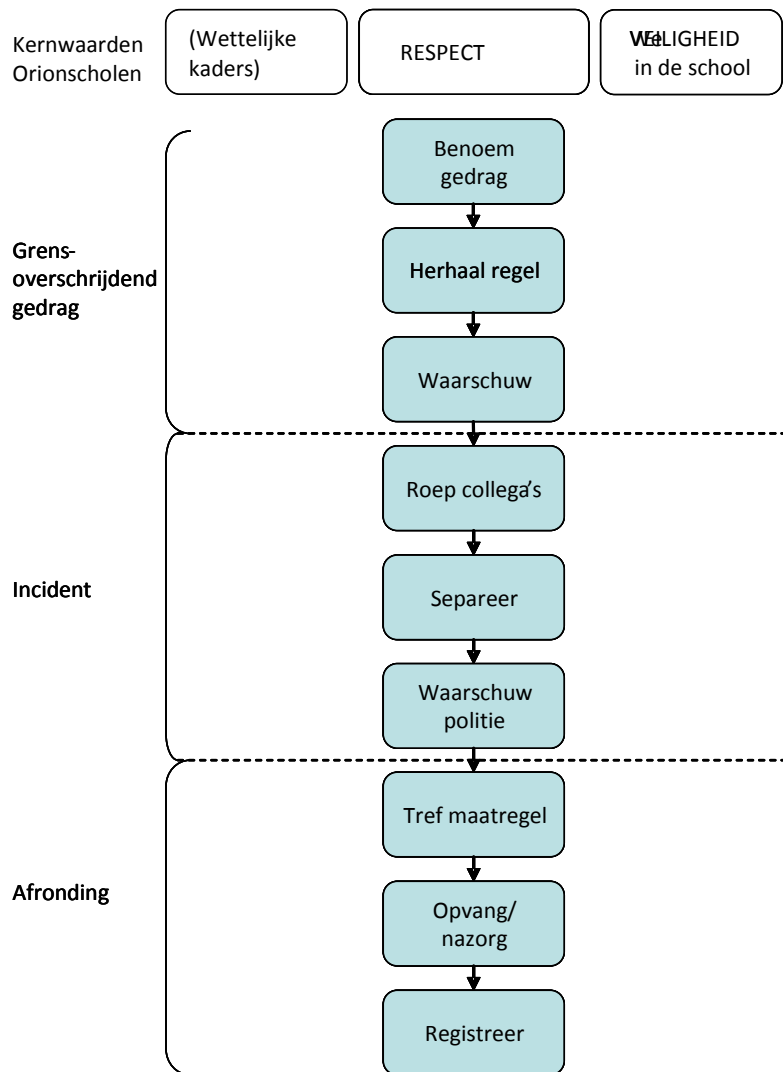 Kernwaarden
Orionscholen
(Wettelijke
kaders)
RESPECT
VEILIGHEID
in de school
Grens-
overschrijdend
gedrag
Benoem
gedrag
Herhaal regel
Waarschuw
Incident
Roep collega's
Separeer
Waarschuw
politie
Afronding
Tref maatregel
Opvang/
nazorg
Registreer